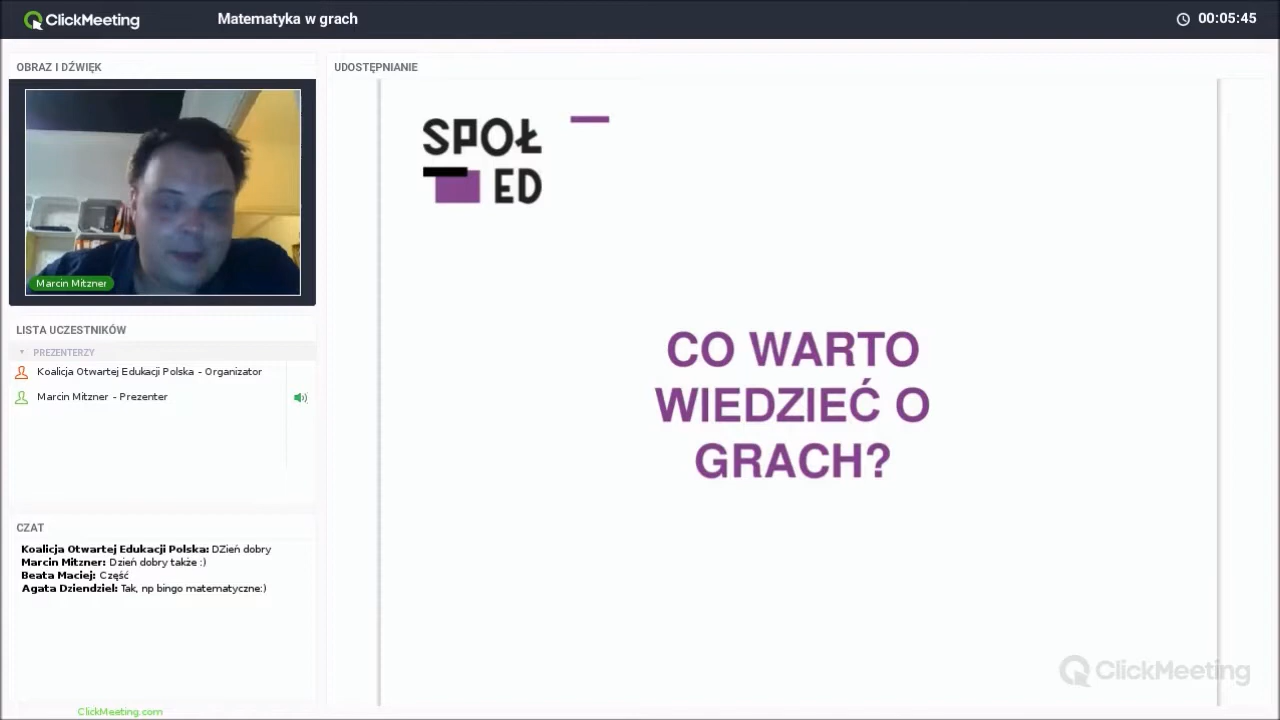 ClickMeeting
Matematyka w grach
00:05:45
OBRAZ I DŹWIĘK
UDOSTĘPNIANIE
SPOŁ
ED
Marcin Mitzner
LISTA UCZESTNIKÓW
PREZENTERZY
Koalicja Otwartej Edukacji Polska - Organizator
Marcin Mitzner - Prezenter
CO WARTO
WIEDZIEĆ O
GRACH?
CZAT
Koalicja Otwartej Edukacji Polska: DZień dobry
Marcin Mitzner: Dzień dobry także :)
Beata Maciej: Część
Agata Dziendziel: Tak, np bingo matematyczne:)
ClickMeeting
ClickMeeting.com